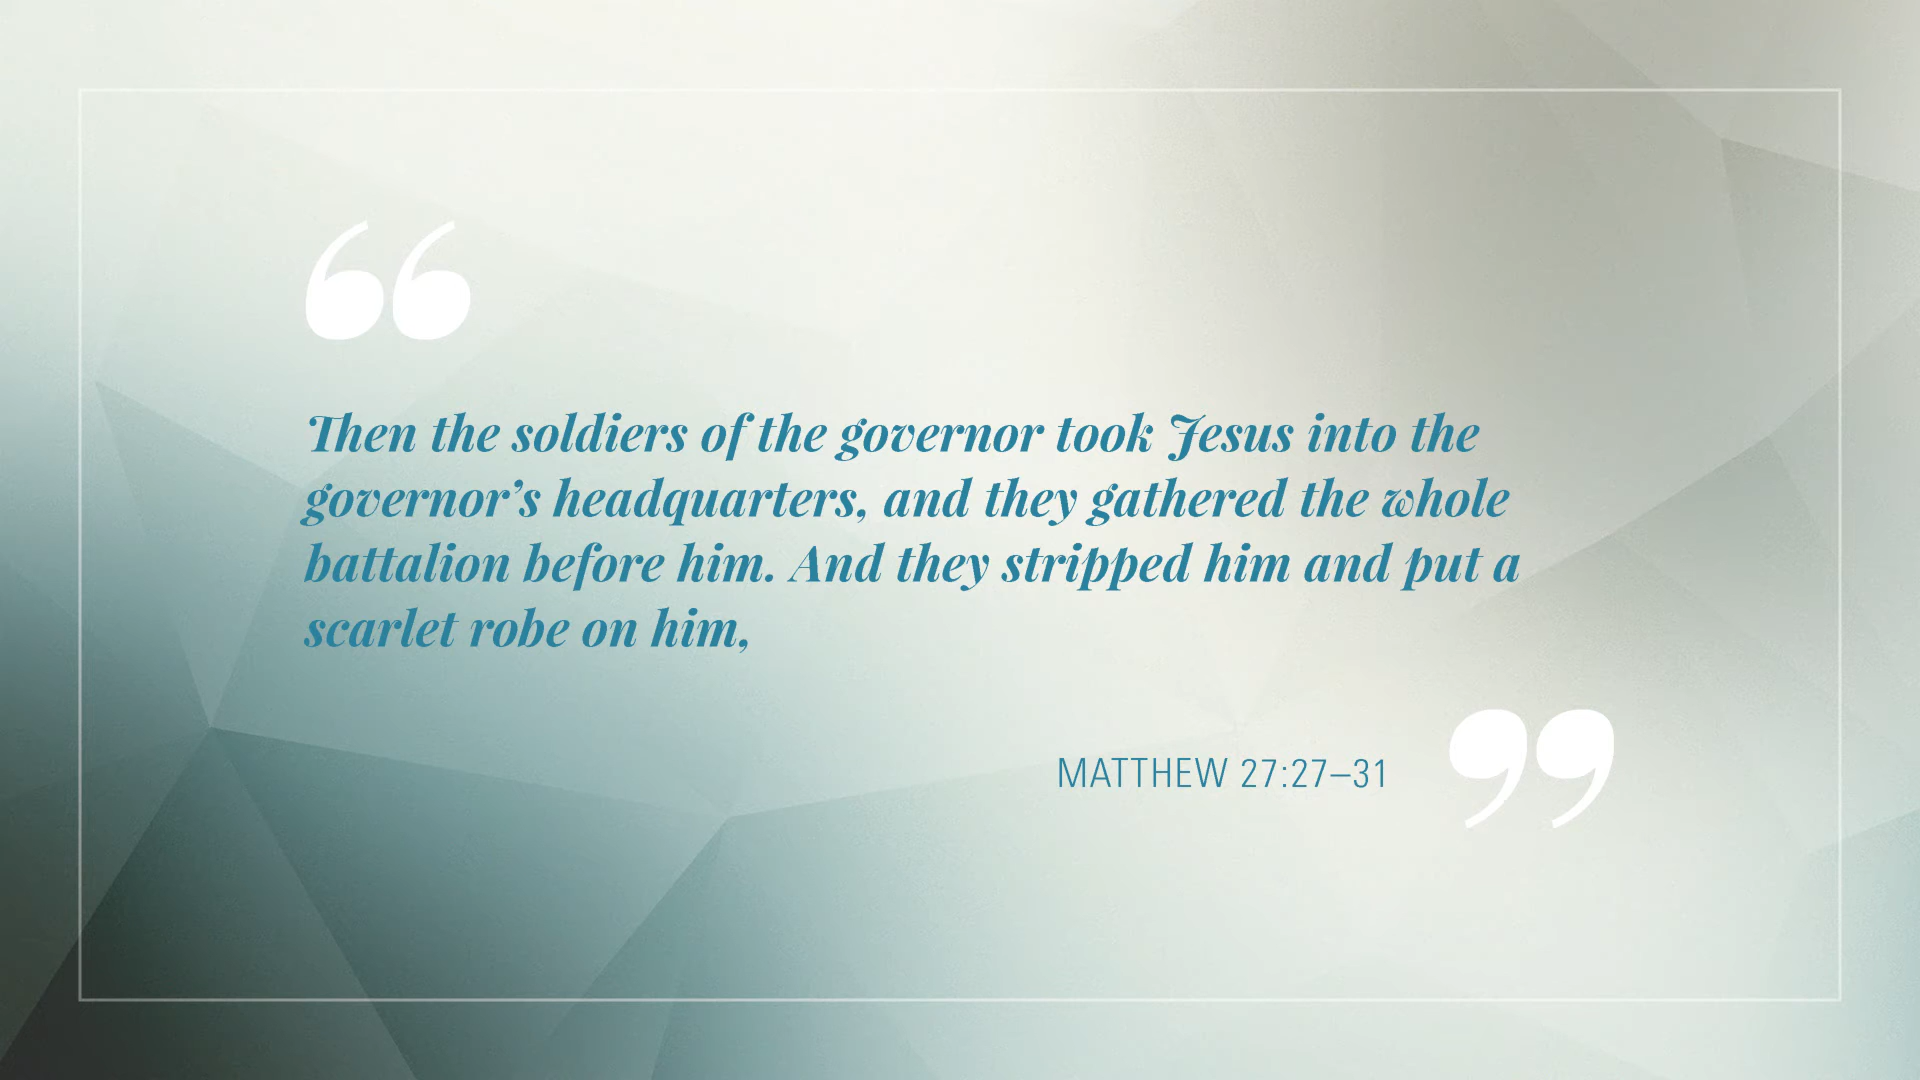 “
Then the soldiers of the governor took Jesus into the
governor’s headquarters, and they gathered the whole
battalion before him. And they stripped him and put a
scarlet robe on him,
MATTHEW 27:27–31
”